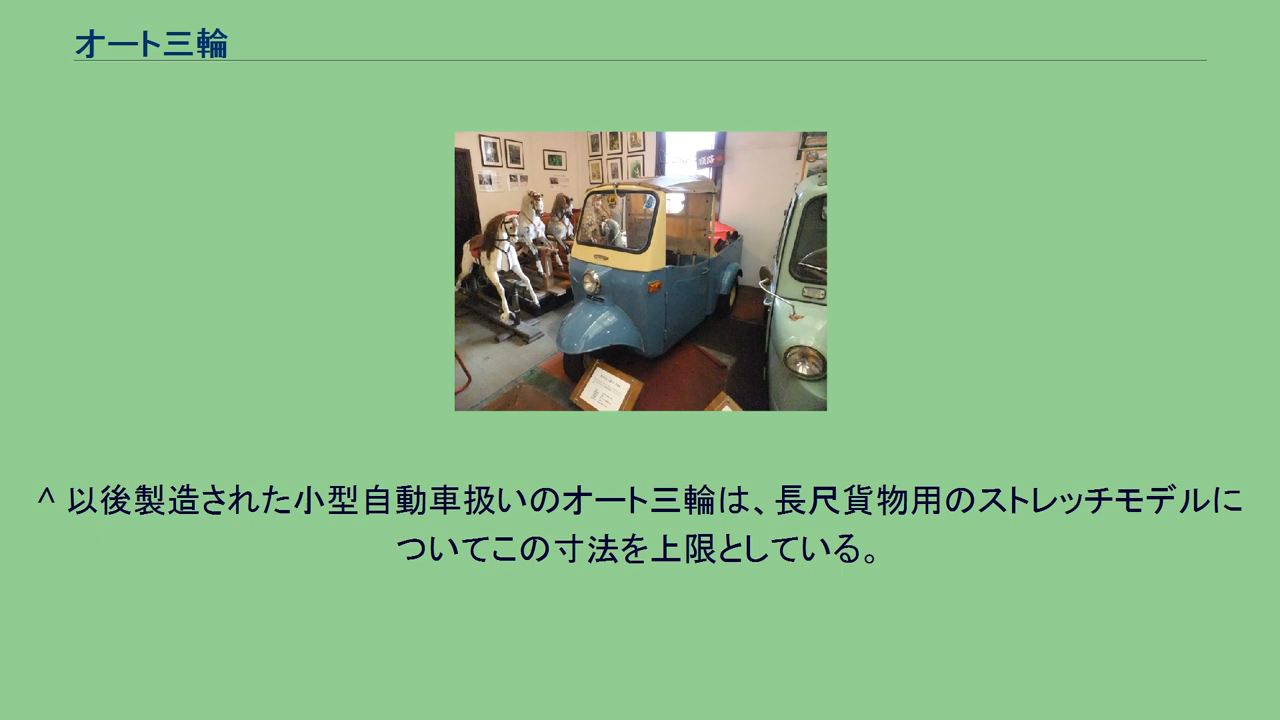 オート三輪
^ 以後製造された小型自動車扱いのオート三輪は、長尺貨物用のストレッチモデルに
ついてこの寸法を上限としている。